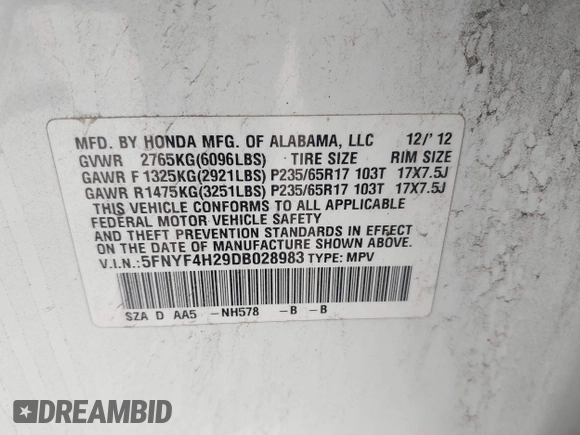 MFD. BY HONDA MFG. OF ALABAMA, LLC 12/'12
GVWR 2765KG(6096LBS) TIRE SIZE RIM SIZE
GAWR F 1325KG(2921LBS) P235/65R17 103T 17X7.5J
GAWR R1475KG(3251LBS) P235/65R17 103T 17X7.5J
THIS VEHICLE CONFORMS TO ALL APPLICABLE
FEDERAL MOTOR VEHICLE SAFETY
AND THEFT PREVENTION STANDARDS IN EFFECT
ON THE DATE OF MANUFACTURE SHOWN ABOVE.
V.I.N.:5FNYF4H29DB028983 TYPE: MPV
SZA D AA5 -NH578 -B -B
DREAMBID